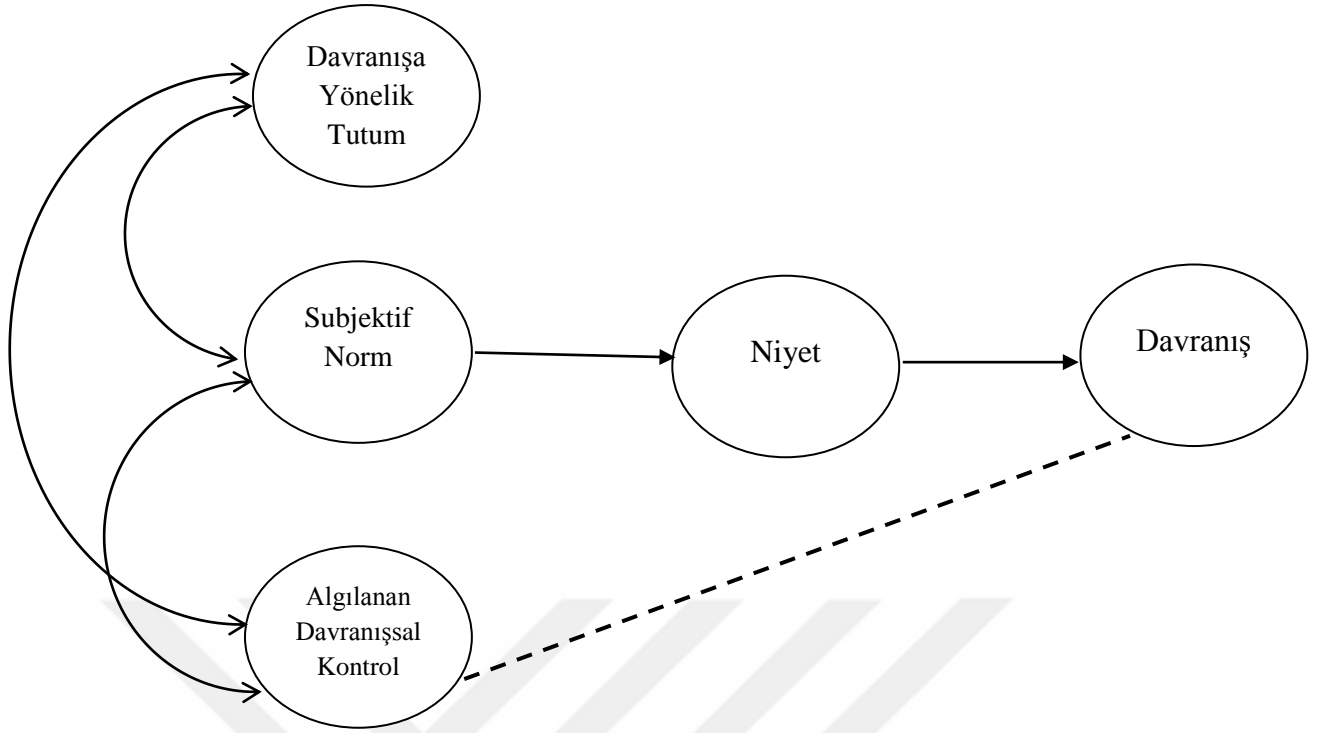 Davranışa
Yönelik
Tutum
Subjektif
Norm
Niyet
Davranış
Algılanan
Davranışsal
Kontrol